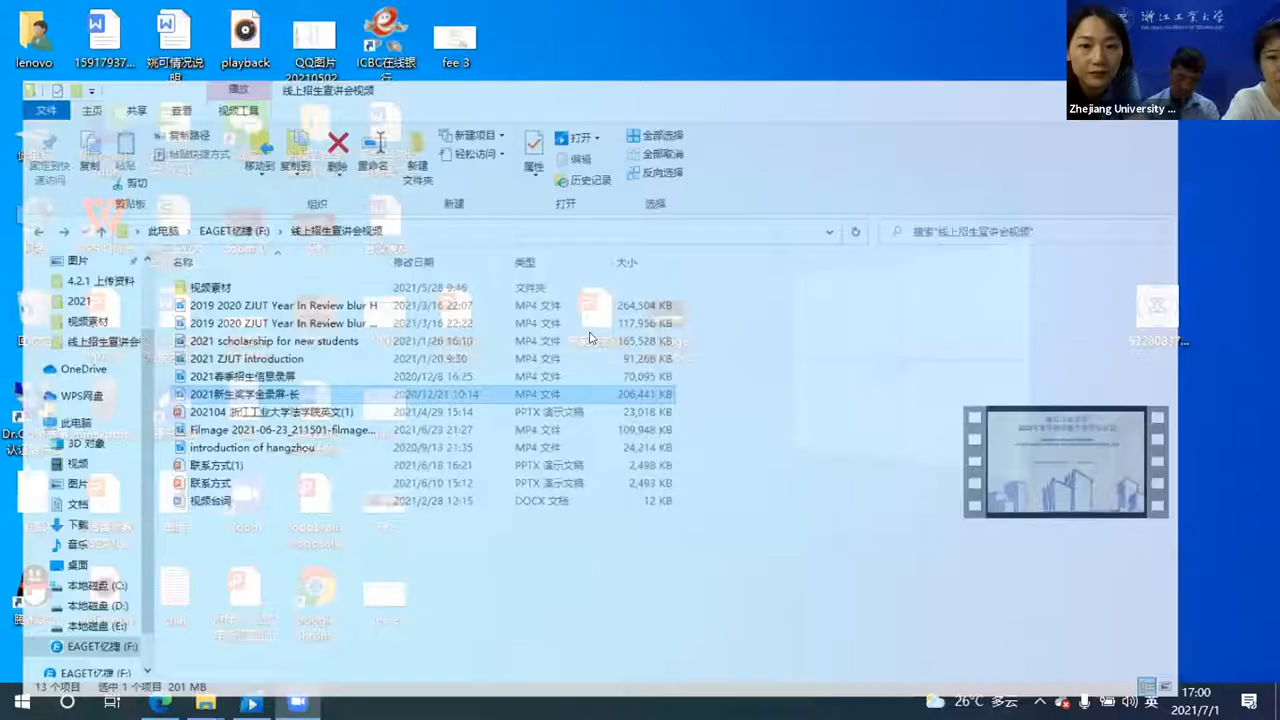 lenovo
15917937...
姚可情况说明
playback
QQ图片20210502...
ICBC在线银行
fee 3
浙江工业大学
Zhejiang University ...
播放
线上招生宣讲会视频
文件
主页
共享
查看
视频工具
固定到快速访问
复制
粘贴
复制路径
粘贴快捷方式
剪切
移动到
复制到
删除
重命名
新建文件夹
新建项目
轻松访问
属性
打开
编辑
历史记录
全部选择
全部取消
反向选择
剪贴板
组织
新建
打开
选择
此电脑
EAGET亿捷 (F:)
线上招生宣讲会视频
搜索"线上招生宣讲会视频"
名称
修改日期
类型
大小
视频素材 2021/5/28 9:46 文件夹
2019 2020 ZJUT Year In Review blur H 2021/3/16 22:07 MP4 文件 264,504 KB
2019 2020 ZJUT Year In Review blur ... 2021/3/16 22:22 MP4 文件 117,956 KB
2021 scholarship for new students 2021/1/26 16:10 MP4 文件 165,528 KB
2021 ZJUT introduction 2021/1/20 9:30 MP4 文件 91,266 KB
2021春季招生信息录屏 2020/12/8 16:25 MP4 文件 70,095 KB
2021新生奖学金录屏-长 2020/12/21 10:14 MP4 文件 206,441 KB
202104 浙江工业大学法学院英文(1) 2021/4/29 15:14 PPTX 演示文稿 23,018 KB
Filmage 2021-06-23_211501-filmage... 2021/6/23 21:27 MP4 文件 109,948 KB
introduction of hangzhou 2020/9/13 21:35 MP4 文件 24,214 KB
联系方式(1) 2021/6/18 16:21 PPTX 演示文稿 2,498 KB
联系方式 2021/6/10 15:12 PPTX 演示文稿 2,493 KB
视频台词 2021/2/28 12:15 DOCX 文档 12 KB
图片
4.2.1 上传资料
2021
视频素材
线上招生宣讲会
OneDrive
WPS网盘
此电脑
3D 对象
视频
图片
文档
下载
音乐
桌面
本地磁盘 (C:)
本地磁盘 (D:)
本地磁盘 (E:)
EAGET亿捷 (F:)
EAGET亿捷 (F:)
13 个项目
选中 1 个项目 201 MB
26°C 多云
英
17:00
2021/7/1